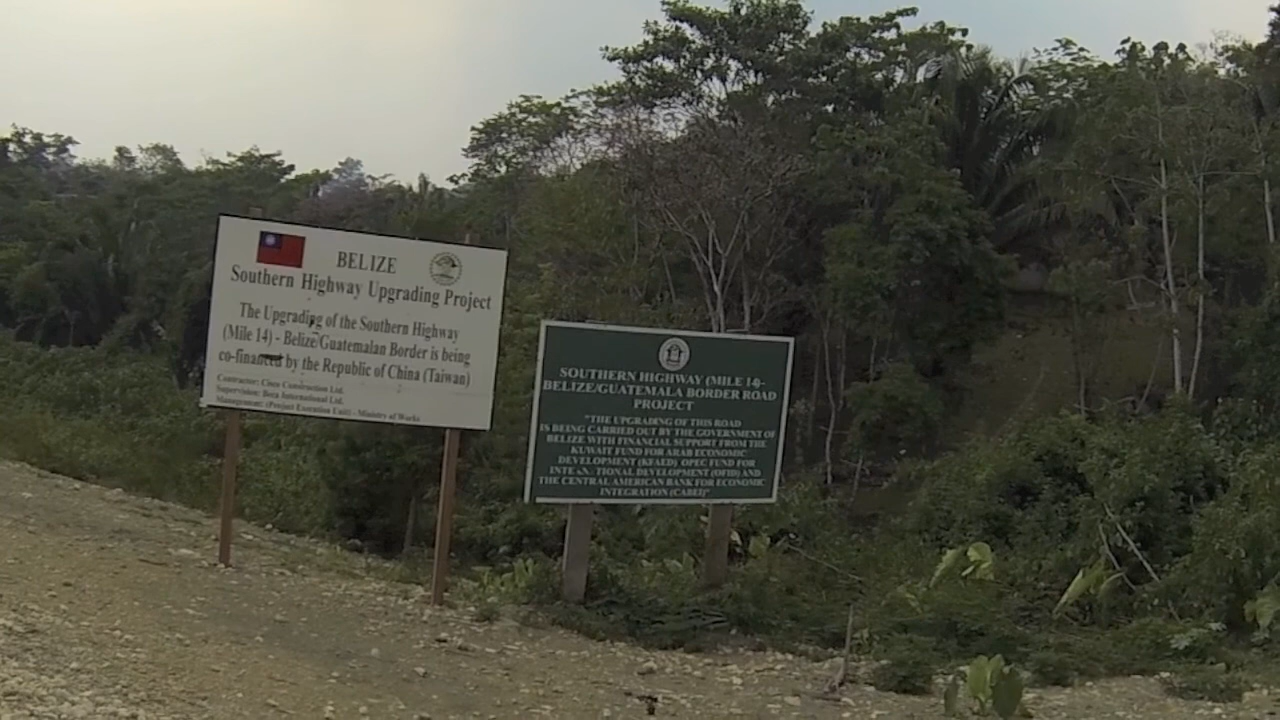 BELIZE
Southern Highway Upgrading Project
The Upgrading of the Southern Highway
(Mile 14) - Belize/Guatemalan Border is being
co-financed by the Republic of China (Taiwan)
Contractor: Cisco Construction Ltd.
Supervision: Beca International Ltd.
Management: (Project Execution Unit) - Ministry of Works
SOUTHERN HIGHWAY (MILE 14)-
BELIZE/GUATEMALA BORDER ROAD
PROJECT
"THE UPGRADING OF THIS ROAD
IS BEING CARRIED OUT BY THE GOVERNMENT OF
BELIZE WITH FINANCIAL SUPPORT FROM THE
KUWAIT FUND FOR ARAB ECONOMIC
DEVELOPMENT (KFAED) OPEC FUND FOR
INTE TIONAL DEVELOPMENT (OFID) AND
THE CENTRAL AMERICAN BANK FOR ECONOMIC
INTEGRATION (CABEI)"